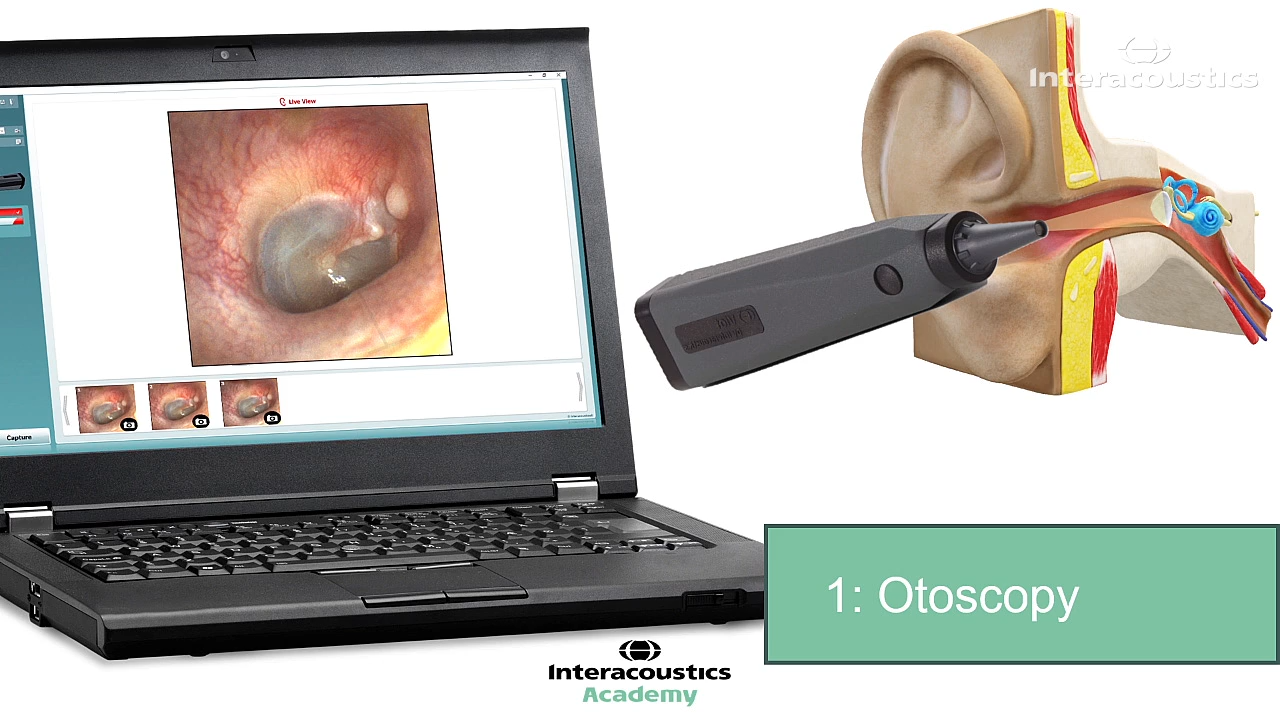 Live View
Capture
Interacoustics
1: Otoscopy
Interacoustics
Academy